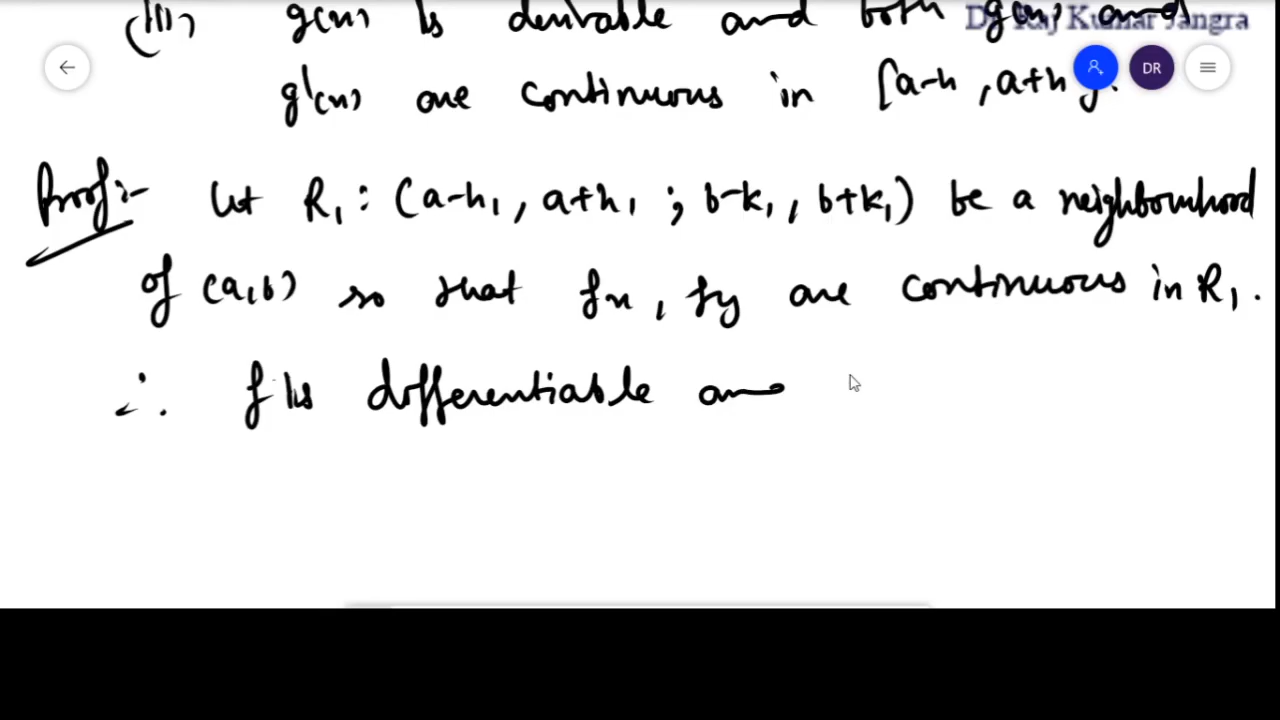 (iii) g(x) is derivable and both g(x) and
Dr. Raj Kumar Jangra
g'(x) are continuous in [a-h, a+h].
DR
Proof:- Let R₁ : (a-h₁, a+h₁ ; b-k₁, b+k₁) be a neighbourhood
of (a,b) so that fx, fy are continuous in R₁.
∴ f is differentiable and